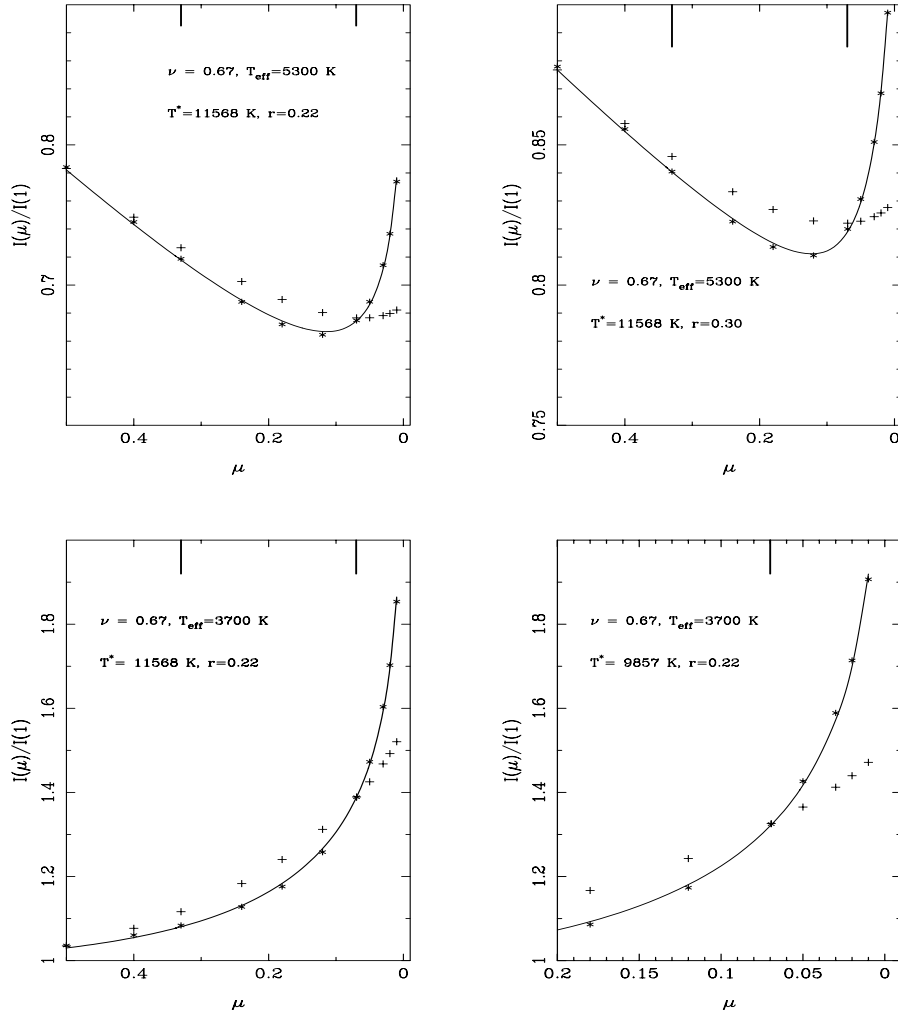 0.8
0.7
I(μ)/I(1)
ν = 0.67, T_eff=5300 K
T*=11568 K, r=0.22
0.4
0.2
0
μ
0.85
0.8
0.75
I(μ)/I(1)
ν = 0.67, T_eff=5300 K
T*=11568 K, r=0.30
0.4
0.2
0
μ
1.8
1.6
1.4
1.2
1
I(μ)/I(1)
ν = 0.67, T_eff=3700 K
T*= 11568 K, r=0.22
0.4
0.2
0
μ
1.8
1.6
1.4
1.2
1
I(μ)/I(1)
ν = 0.67, T_eff=3700 K
T*= 9857 K, r=0.22
0.2
0.15
0.1
0.05
0
μ